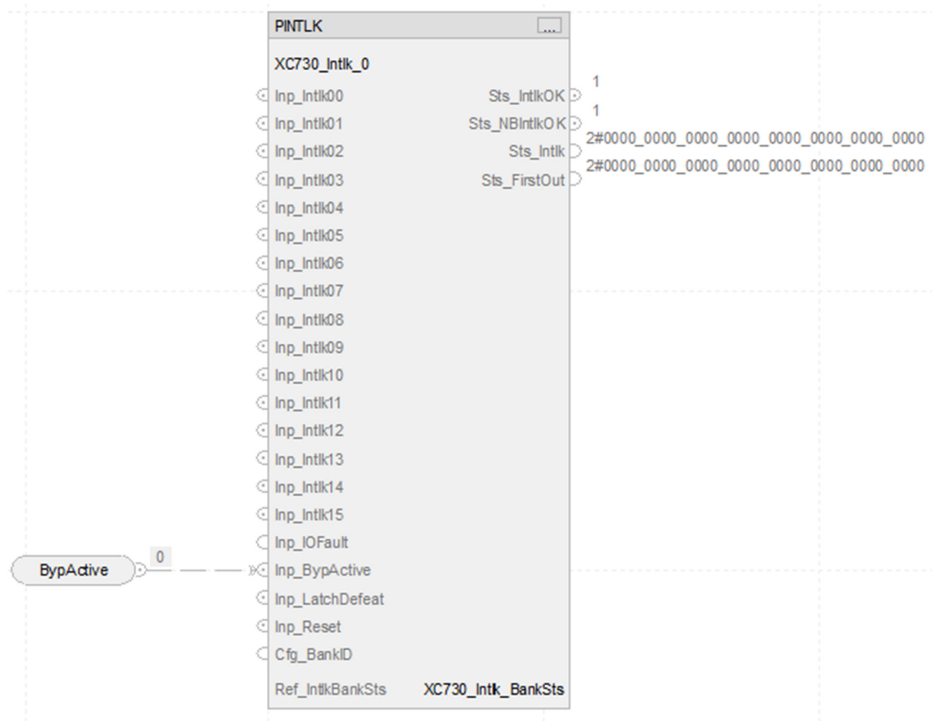 PINTLK ...
XC730_Intlk_0
1
Inp_Intlk00 Sts_IntlkOK
1
Inp_Intlk01 Sts_NBIntlkOK
2#0000_0000_0000_0000_0000_0000_0000_0000
Inp_Intlk02 Sts_Intlk
2#0000_0000_0000_0000_0000_0000_0000_0000
Inp_Intlk03 Sts_FirstOut
Inp_Intlk04
Inp_Intlk05
Inp_Intlk06
Inp_Intlk07
Inp_Intlk08
Inp_Intlk09
Inp_Intlk10
Inp_Intlk11
Inp_Intlk12
Inp_Intlk13
Inp_Intlk14
Inp_Intlk15
Inp_IOFault
0
BypActive Inp_BypActive
Inp_LatchDefeat
Inp_Reset
Cfg_BankID
Ref_IntlkBankSts XC730_Intlk_BankSts